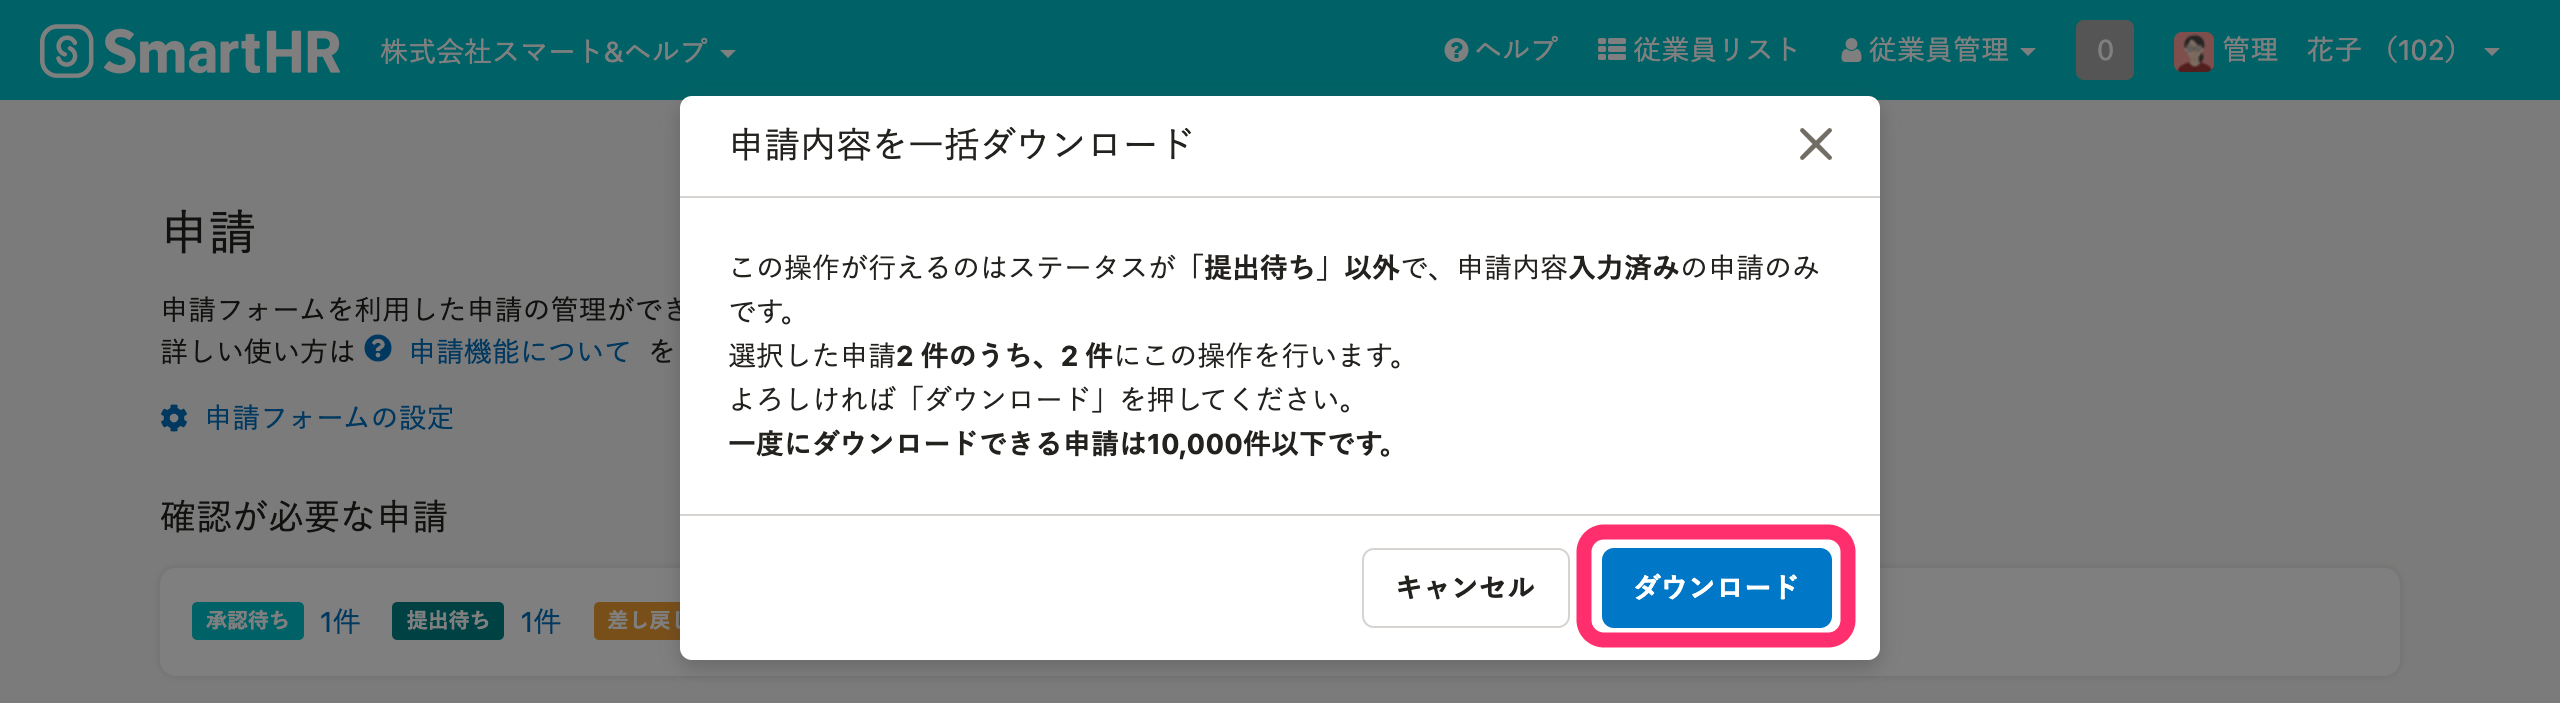 SmartHR 株式会社スマート&ヘルプ ヘルプ 従業員リスト 従業員管理 0 管理 花子 （102）
申請内容を一括ダウンロード
申請
この操作が行えるのはステータスが「提出待ち」以外で、申請内容入力済みの申請のみ
です。
選択した申請2 件のうち、2 件にこの操作を行います。
よろしければ「ダウンロード」を押してください。
一度にダウンロードできる申請は10,000件以下です。
申請フォームを利用した申請の管理ができ
詳しい使い方は 申請機能について を
申請フォームの設定
確認が必要な申請
承認待ち 1件 提出待ち 1件 差し戻し
キャンセル ダウンロード